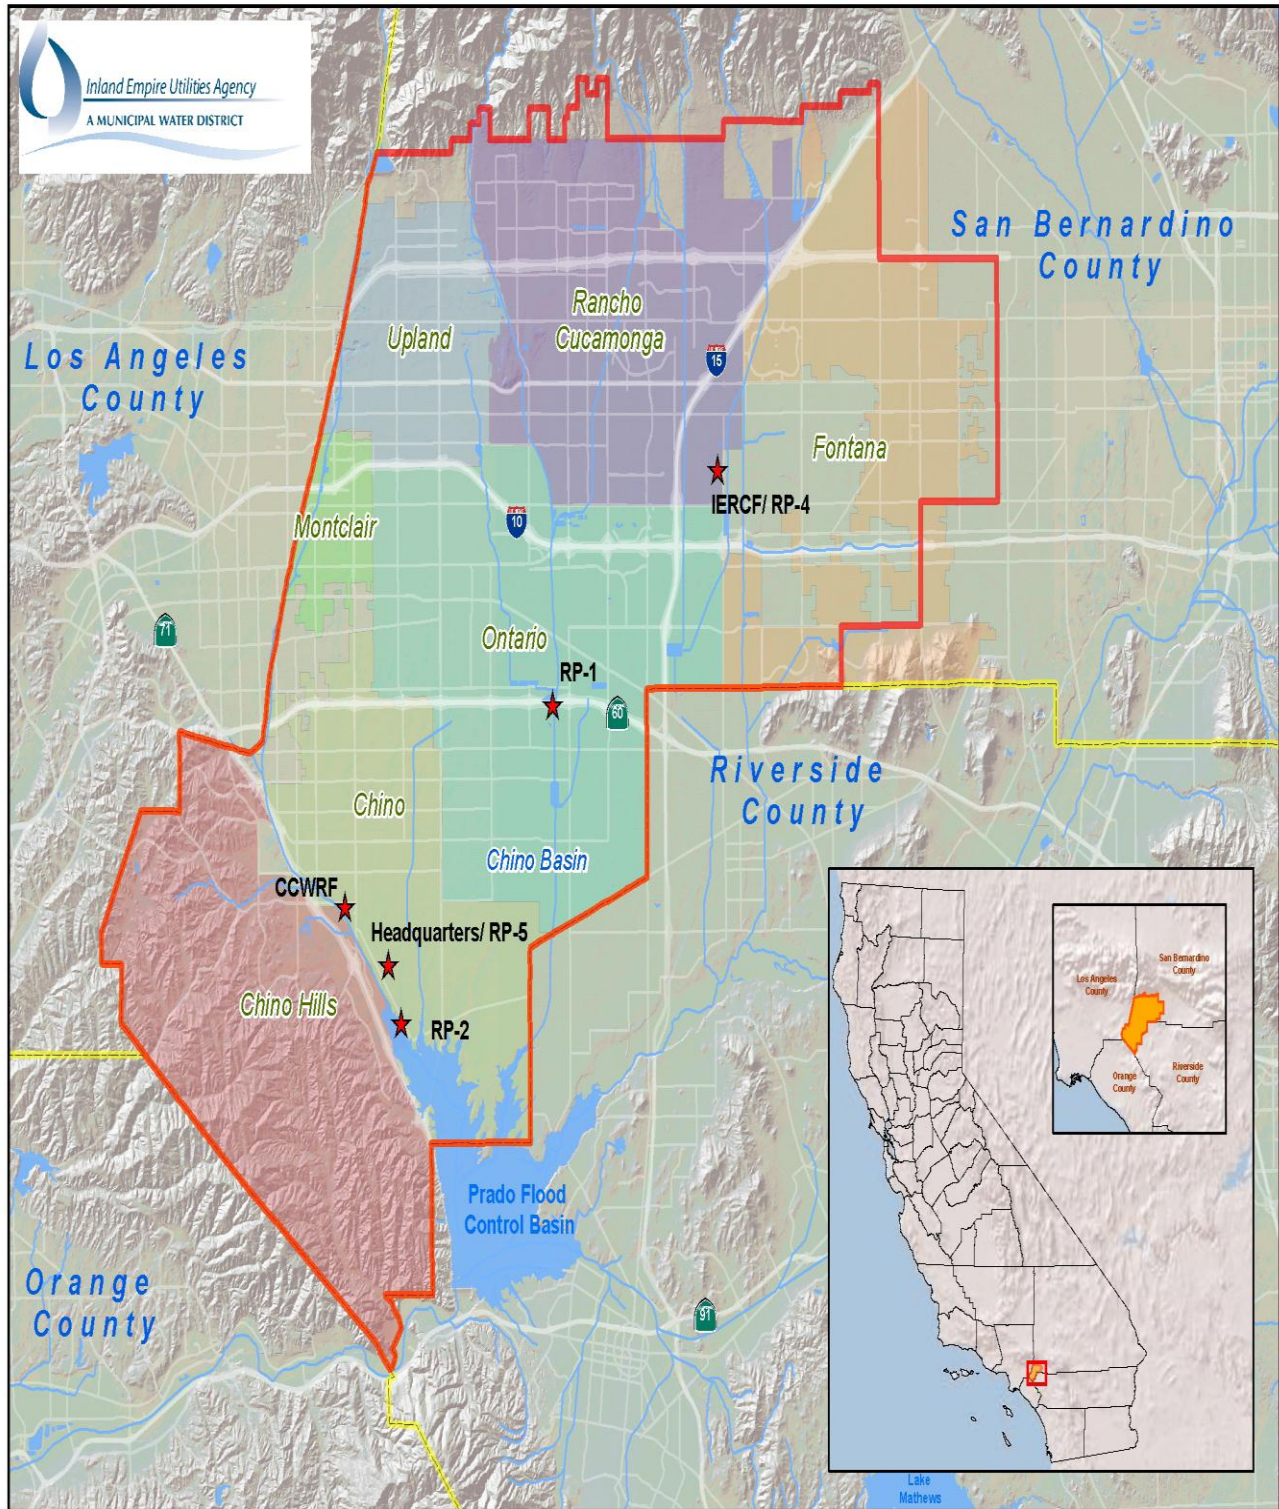 Inland Empire Utilities Agency
A MUNICIPAL WATER DISTRICT
San Bernardino
County
Los Angeles
County
Upland
Rancho
Cucamonga
15
Fontana
IERCF/ RP-4
Montclair
10
71
Ontario
RP-1
60
Riverside
County
Chino
Chino Basin
CCWRF
Headquarters/ RP-5
Chino Hills
RP-2
Prado Flood
Control Basin
Orange
County
91
San Bernardino
County
Los Angeles
County
Riverside
County
Orange
County
Lake
Mathews